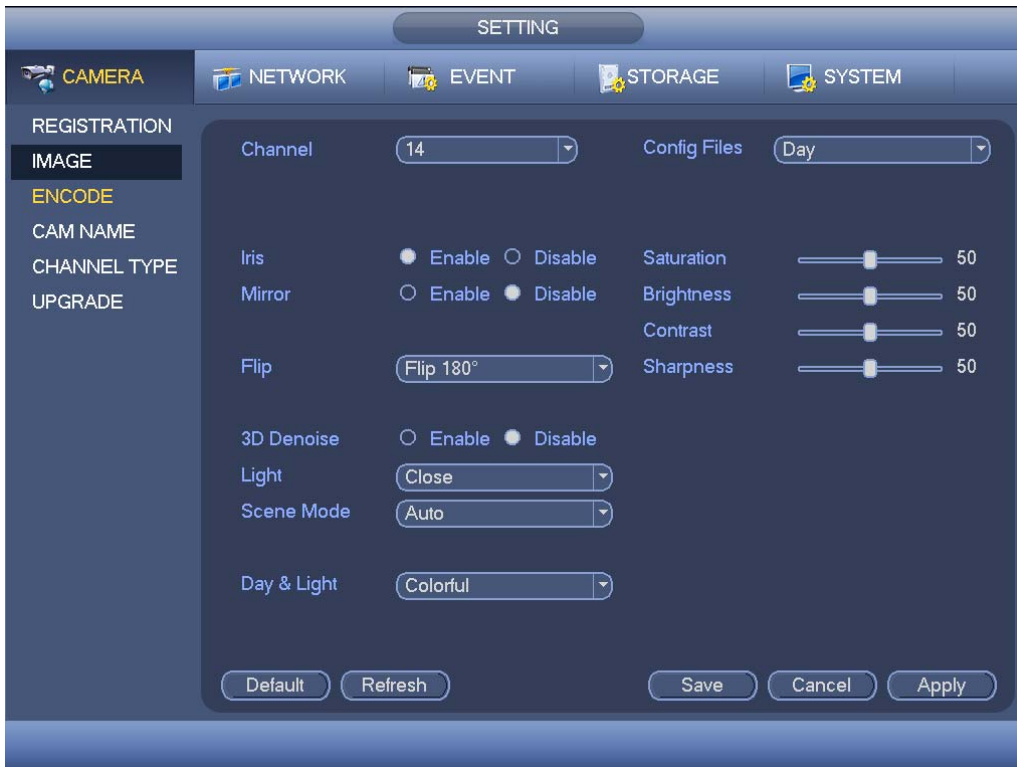 SETTING
CAMERA NETWORK EVENT STORAGE SYSTEM
REGISTRATION
IMAGE
ENCODE
CAM NAME
CHANNEL TYPE
UPGRADE
Channel 14 Config Files Day
Iris Enable Disable Saturation 50
Mirror Enable Disable Brightness 50
Contrast 50
Flip Flip 180° Sharpness 50
3D Denoise Enable Disable
Light Close
Scene Mode Auto
Day & Light Colorful
Default Refresh Save Cancel Apply